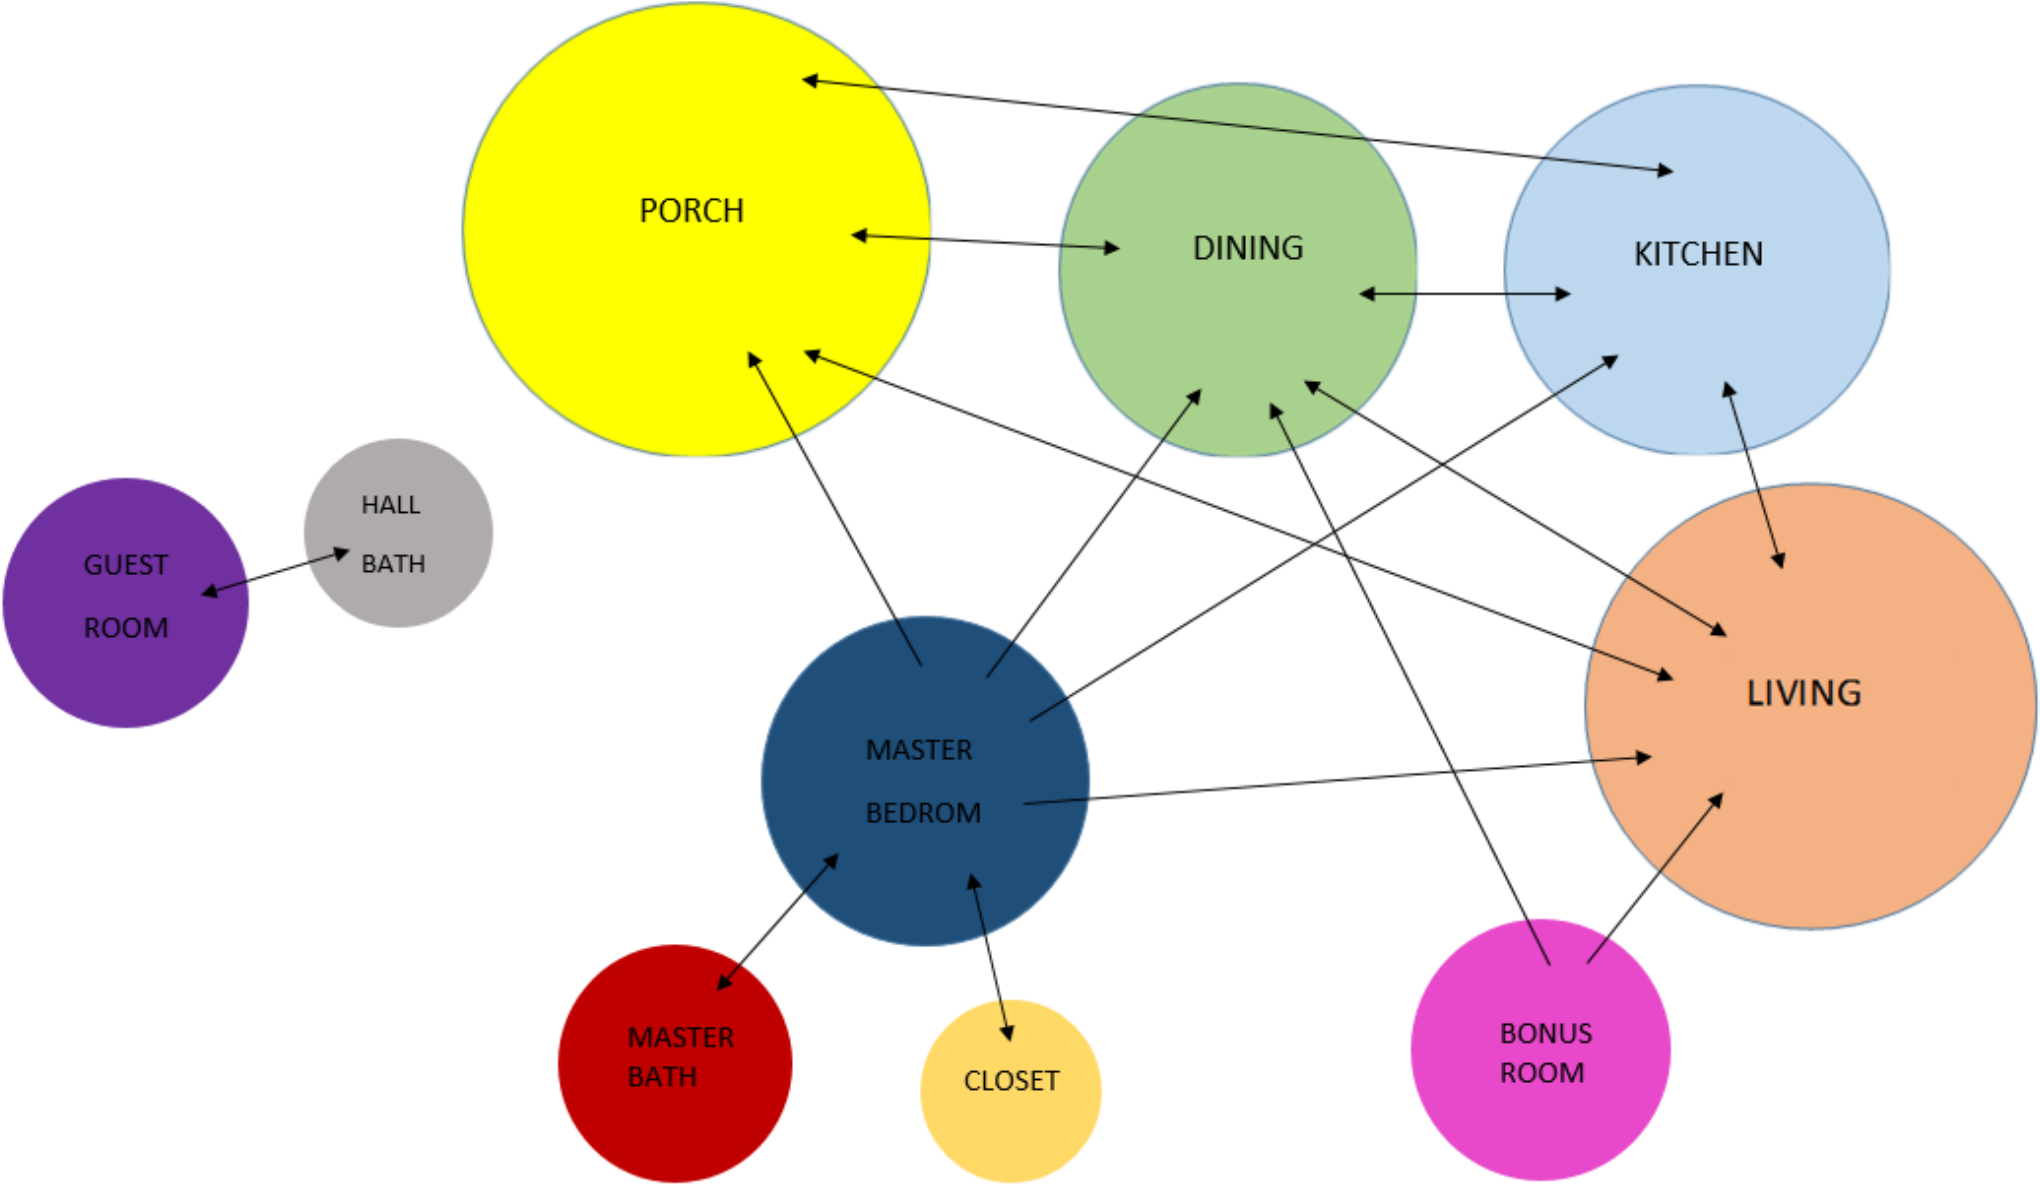 PORCH
DINING
KITCHEN
HALL
BATH
GUEST
ROOM
LIVING
MASTER
BEDROM
MASTER
BATH
CLOSET
BONUS
ROOM